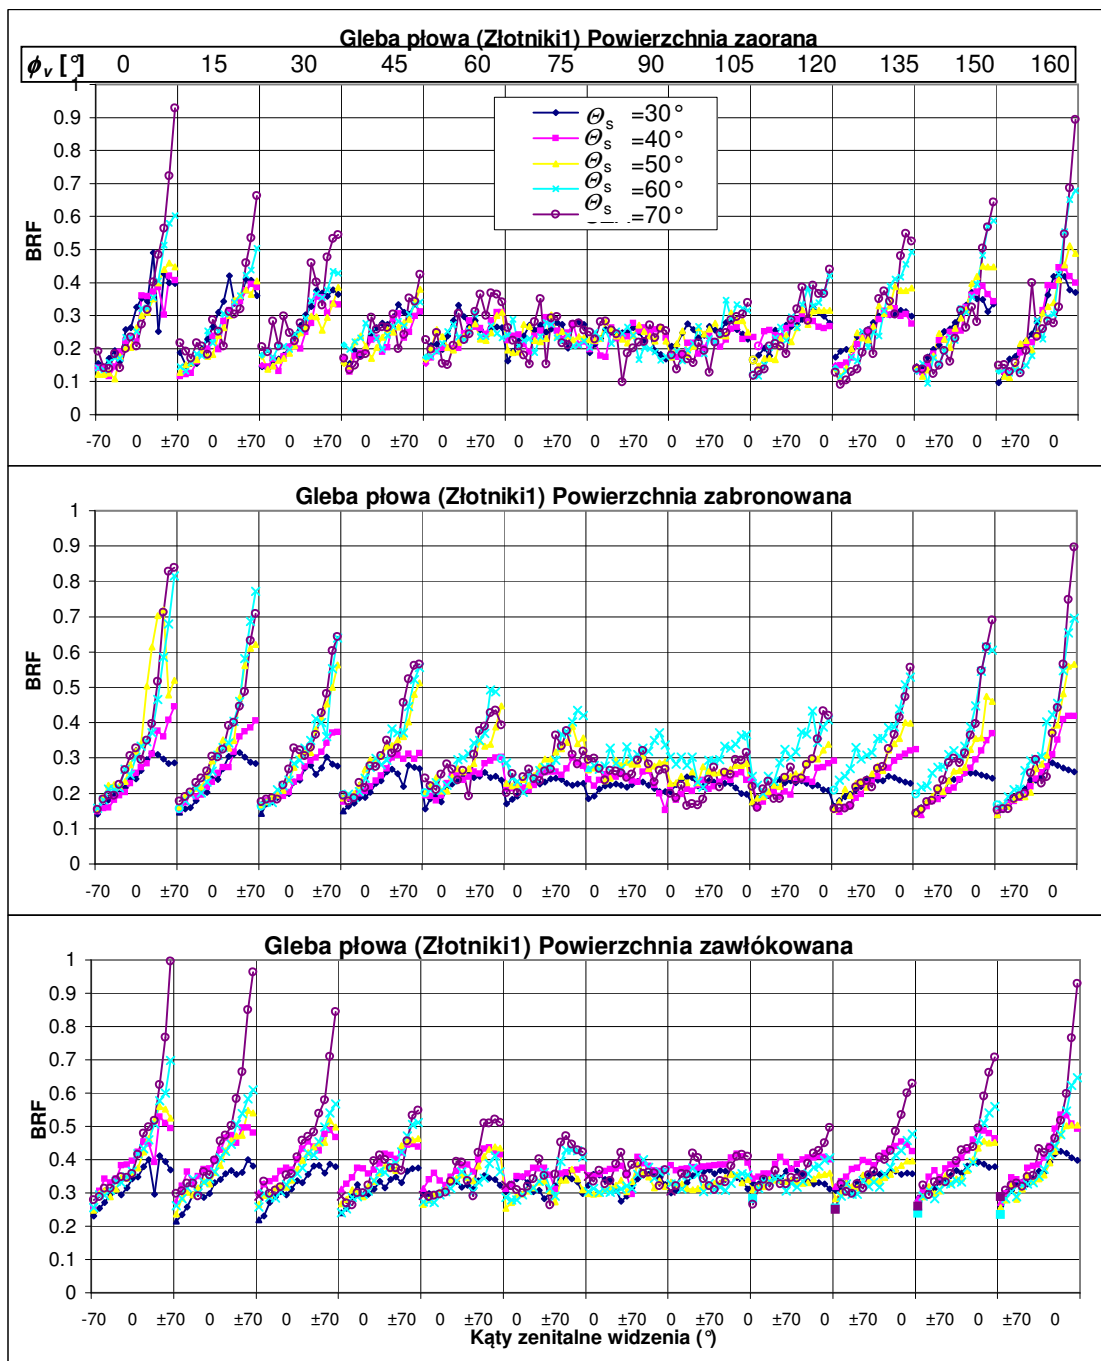 Gleba płowa (Złotniki1) Powierzchnia zaorana
ϕv [°] 0 15 30 45 60 75 90 105 120 135 150 160
1
0.9
0.8
0.7
0.6
0.5
0.4
0.3
0.2
0.1
0
BRF
Θs =30°
Θs =40°
Θs =50°
Θs =60°
Θs =70°
-70 0 ±70 0 ±70 0 ±70 0 ±70 0 ±70 0 ±70 0 ±70 0 ±70 0 ±70 0 ±70 0 ±70 0
Gleba płowa (Złotniki1) Powierzchnia zabronowana
1
0.9
0.8
0.7
0.6
0.5
0.4
0.3
0.2
0.1
0
BRF
-70 0 ±70 0 ±70 0 ±70 0 ±70 0 ±70 0 ±70 0 ±70 0 ±70 0 ±70 0 ±70 0 ±70 0
Gleba płowa (Złotniki1) Powierzchnia zawłókowana
1
0.9
0.8
0.7
0.6
0.5
0.4
0.3
0.2
0.1
0
BRF
-70 0 ±70 0 ±70 0 ±70 0 ±70 0 ±70 0 ±70 0 ±70 0 ±70 0 ±70 0 ±70 0 ±70 0
Kąty zenitalne widzenia (°)